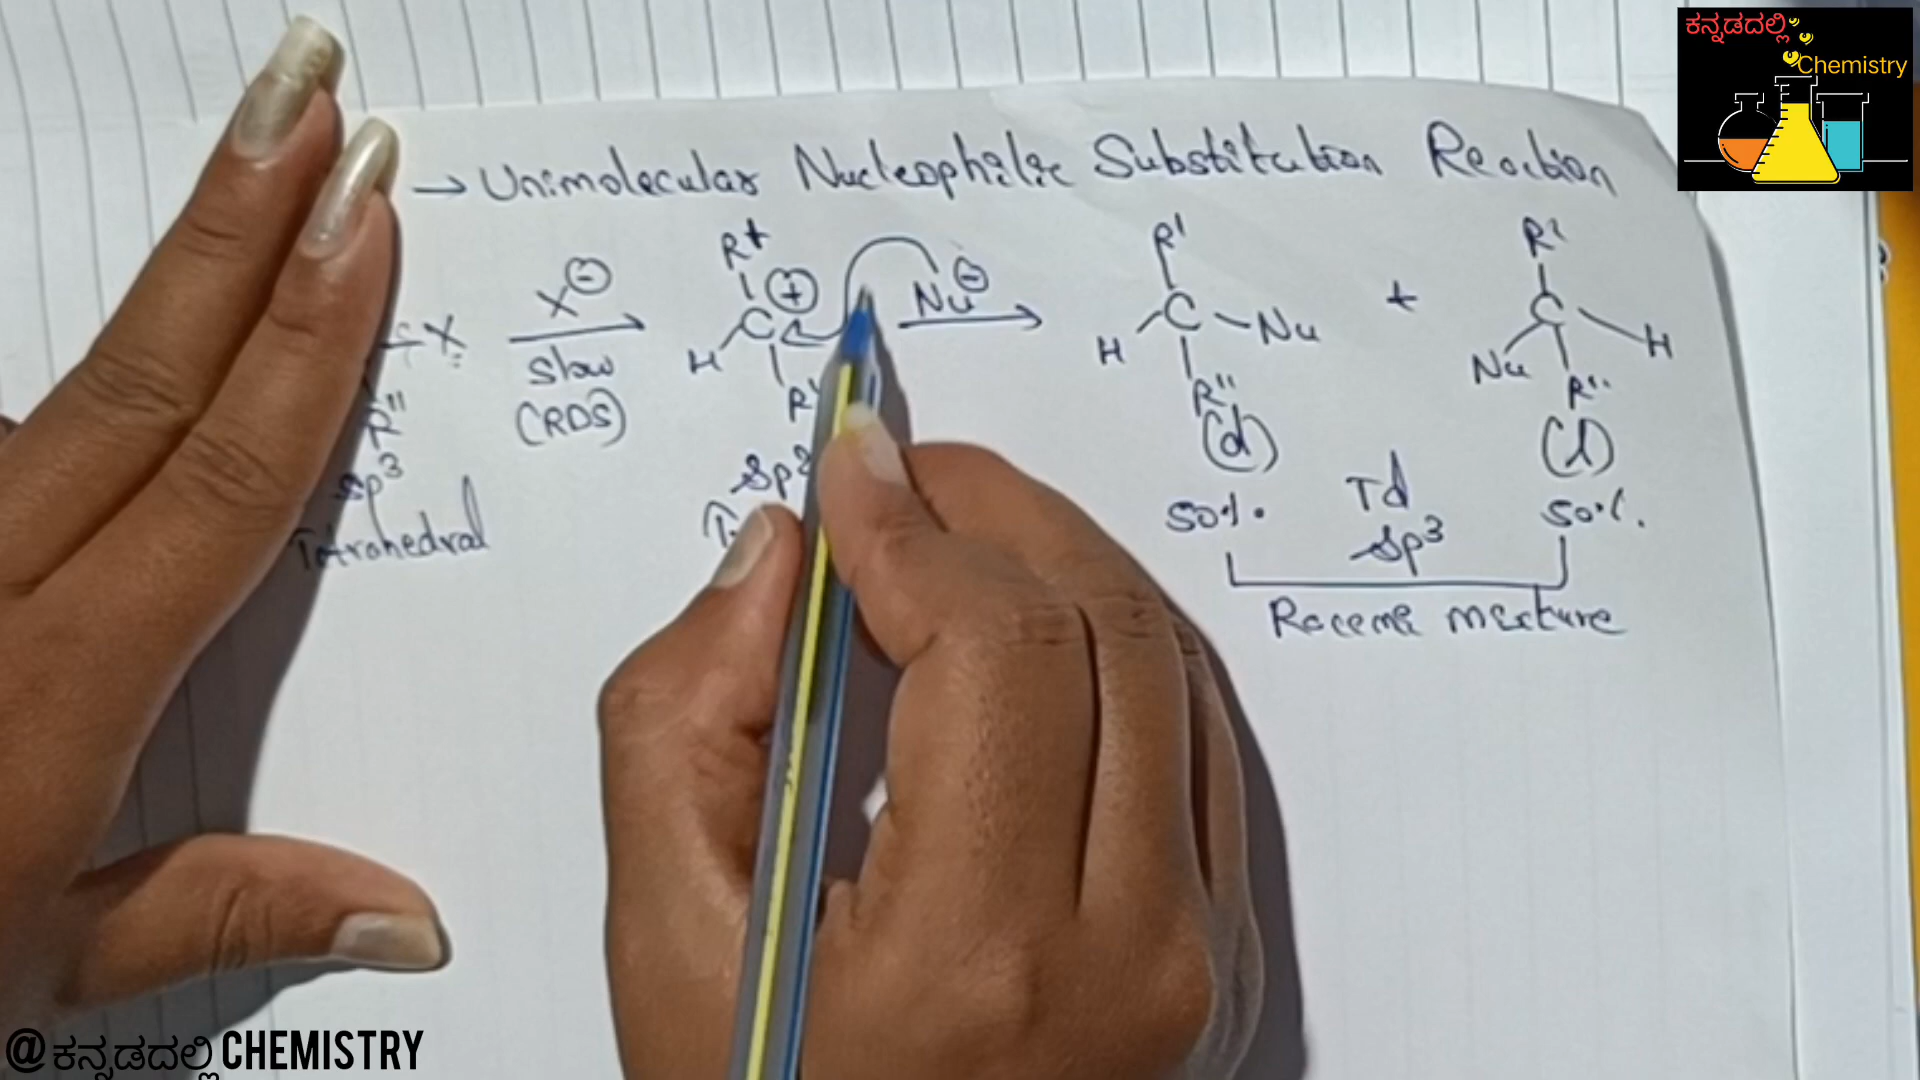 ಕನ್ನಡದಲ್ಲಿ
Chemistry
→ Unimolecular Nucleophilic Substitution Reaction
X⊖
Slow
(RDS)
X
R''
sp3
Tetrahedral
R+
⊕
C
H
Nu⊖
R'
H C Nu
R''
(d)
50%
+
R'
C H
Nu
R''
(l)
50%
Td
sp3
Racemic mixture
@ಕನ್ನಡದಲ್ಲಿ CHEMISTRY